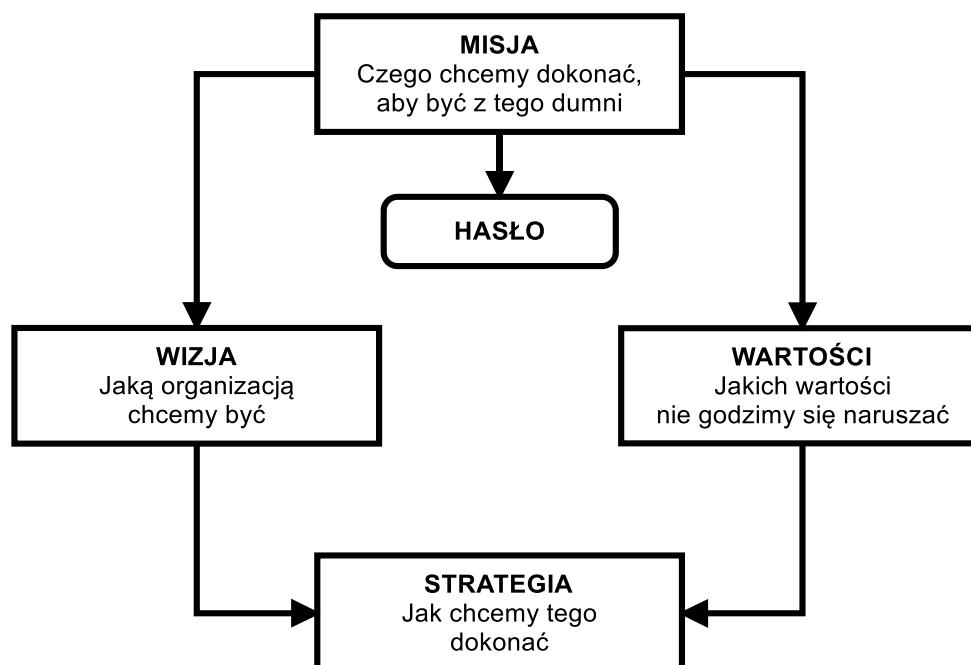 MISJA
Czego chcemy dokonać,
aby być z tego dumni
HASŁO
WIZJA
Jaką organizacją
chcemy być
WARTOŚCI
Jakich wartości
nie godzimy się naruszać
STRATEGIA
Jak chcemy tego
dokonać